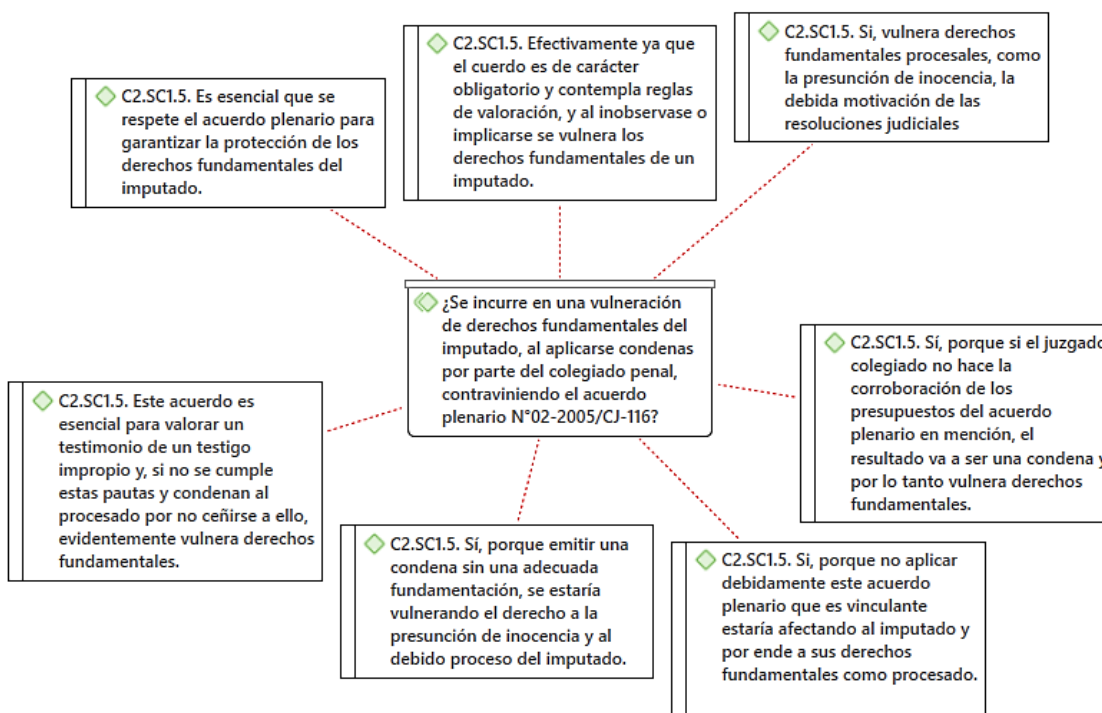 C2.SC1.5. Es esencial que se
respete el acuerdo plenario para
garantizar la protección de los
derechos fundamentales del
imputado.
C2.SC1.5. Efectivamente ya que
el cuerdo es de carácter
obligatorio y contempla reglas
de valoración, y al inobservase o
implicarse se vulnera los
derechos fundamentales de un
imputado.
C2.SC1.5. Si, vulnera derechos
fundamentales procesales, como
la presunción de inocencia, la
debida motivación de las
resoluciones judiciales
¿Se incurre en una vulneración
de derechos fundamentales del
imputado, al aplicarse condenas
por parte del colegiado penal,
contraviniendo el acuerdo
plenario N°02-2005/CJ-116?
C2.SC1.5. Sí, porque si el juzgado
colegiado no hace la
corroboración de los
presupuestos del acuerdo
plenario en mención, el
resultado va a ser una condena y
por lo tanto vulnera derechos
fundamentales.
C2.SC1.5. Este acuerdo es
esencial para valorar un
testimonio de un testigo
impropio y, si no se cumple
estas pautas y condenan al
procesado por no ceñirse a ello,
evidentemente vulnera derechos
fundamentales.
C2.SC1.5. Sí, porque emitir una
condena sin una adecuada
fundamentación, se estaría
vulnerando el derecho a la
presunción de inocencia y al
debido proceso del imputado.
C2.SC1.5. Si, porque no aplicar
debidamente este acuerdo
plenario que es vinculante
estaría afectando al imputado y
por ende a sus derechos
fundamentales como procesado.